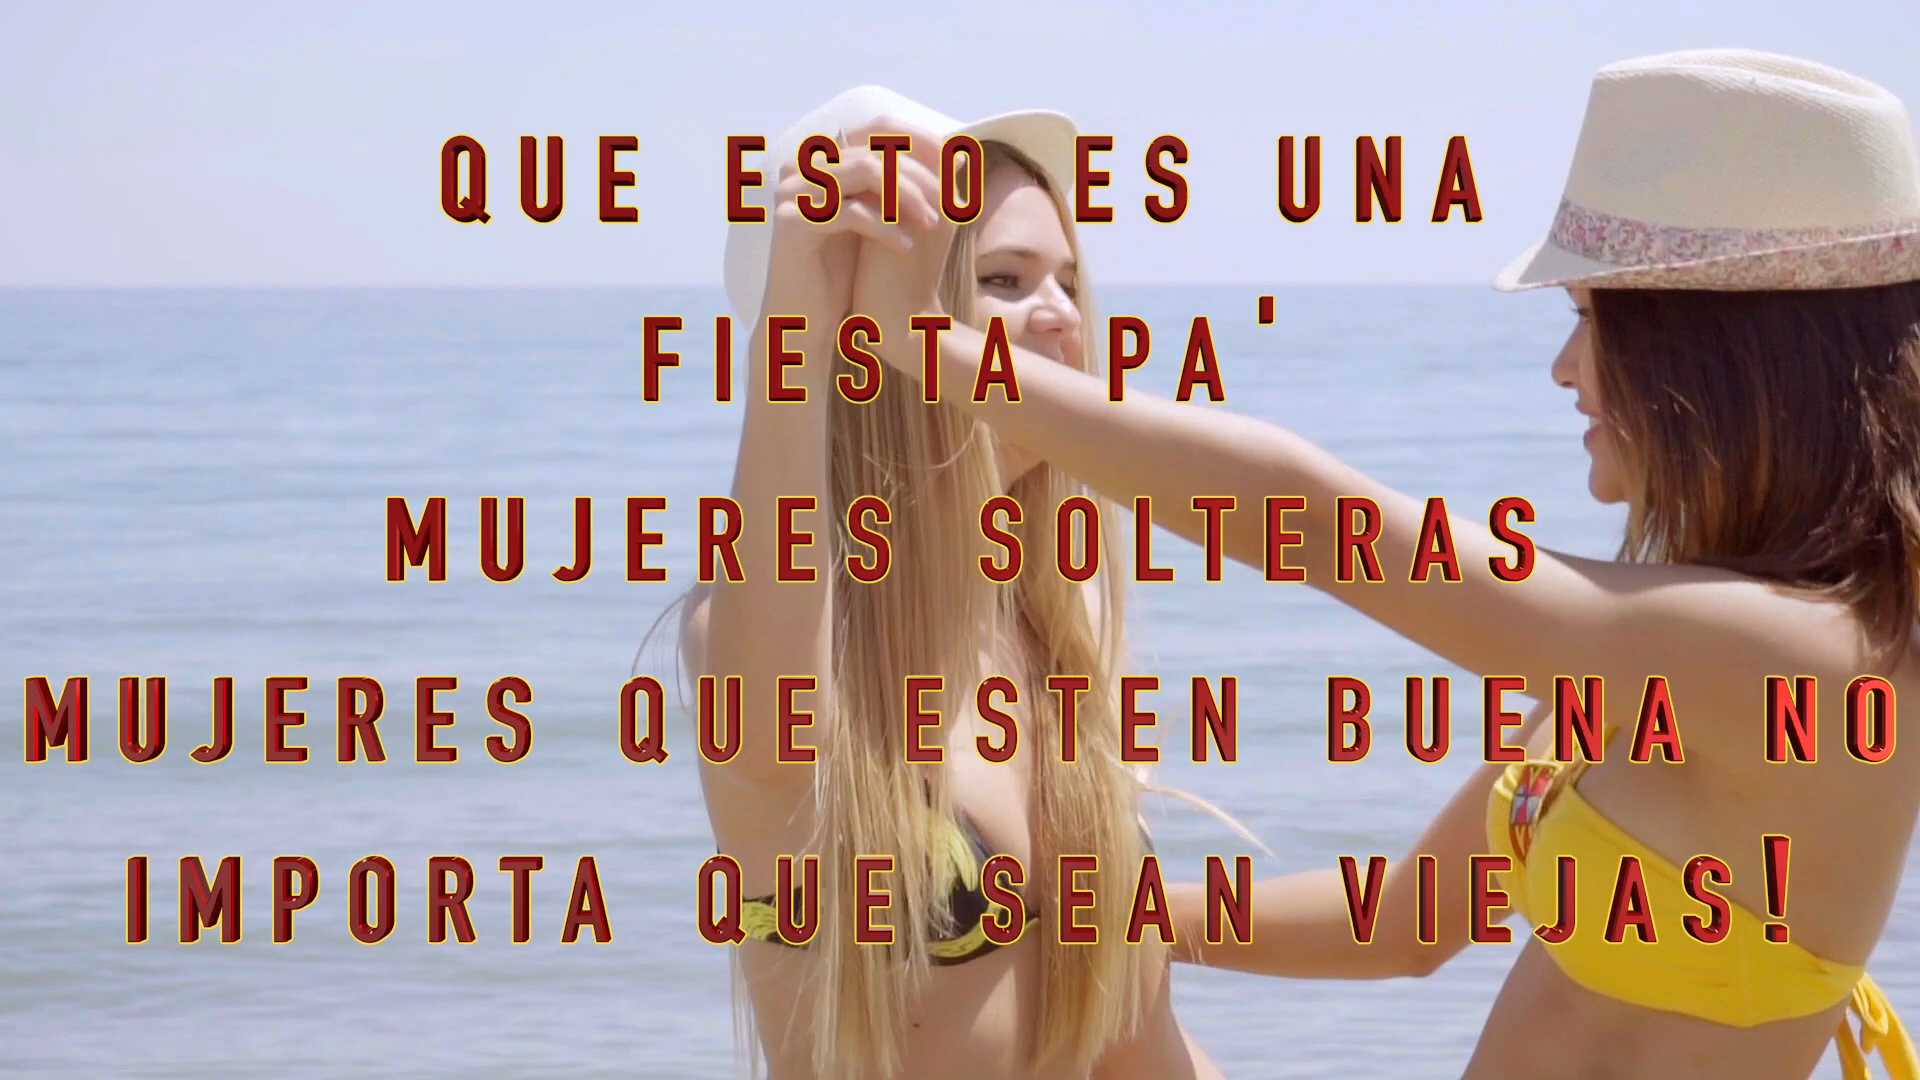 QUE ESTO ES UNA
FIESTA PA'
MUJERES SOLTERAS
MUJERES QUE ESTEN BUENA NO
IMPORTA QUE SEAN VIEJAS!